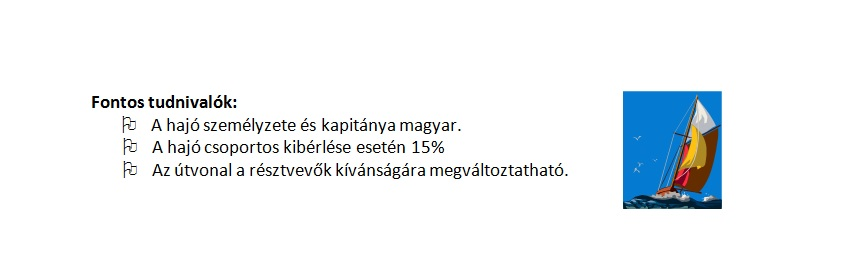 Fontos tudnivalók:
A hajó személyzete és kapitánya magyar.
A hajó csoportos kibérlése esetén 15%
Az útvonal a résztvevők kívánságára megváltoztatható.